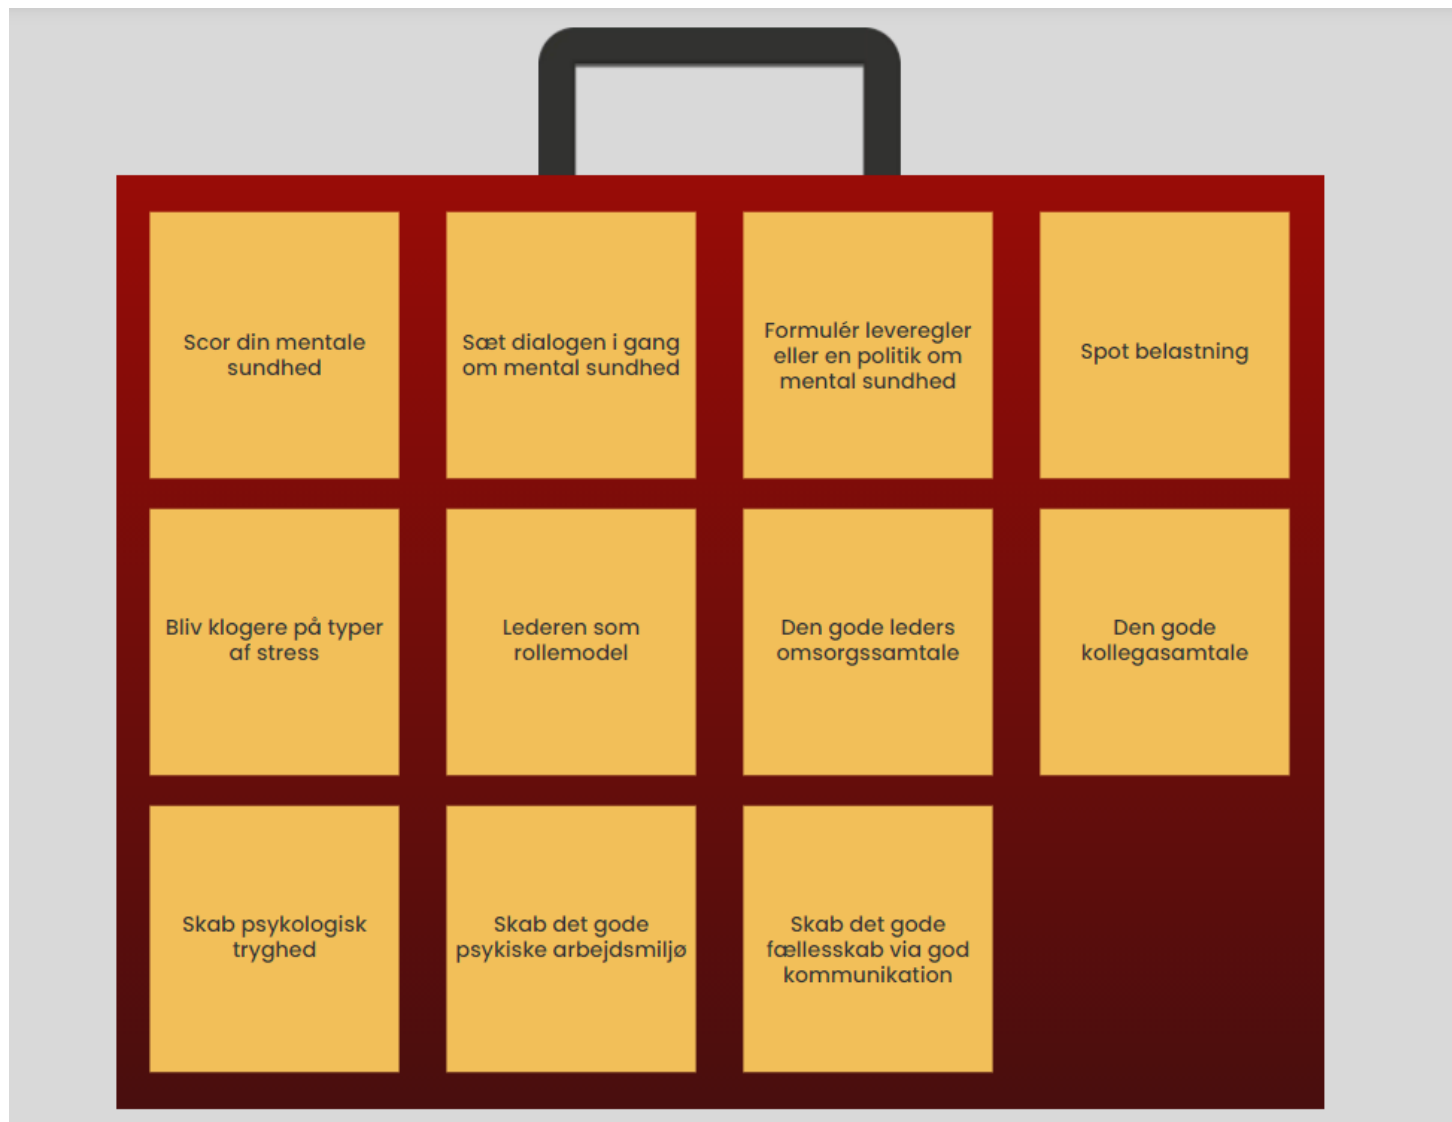 Scor din mentale
sundhed
Sæt dialogen i gang
om mental sundhed
Formulér leveregler
eller en politik om
mental sundhed
Spot belastning
Bliv klogere på typer
af stress
Lederen som
rollemodel
Den gode leders
omsorgssamtale
Den gode
kollegasamtale
Skab psykologisk
tryghed
Skab det gode
psykiske arbejdsmiljø
Skab det gode
fællesskab via god
kommunikation